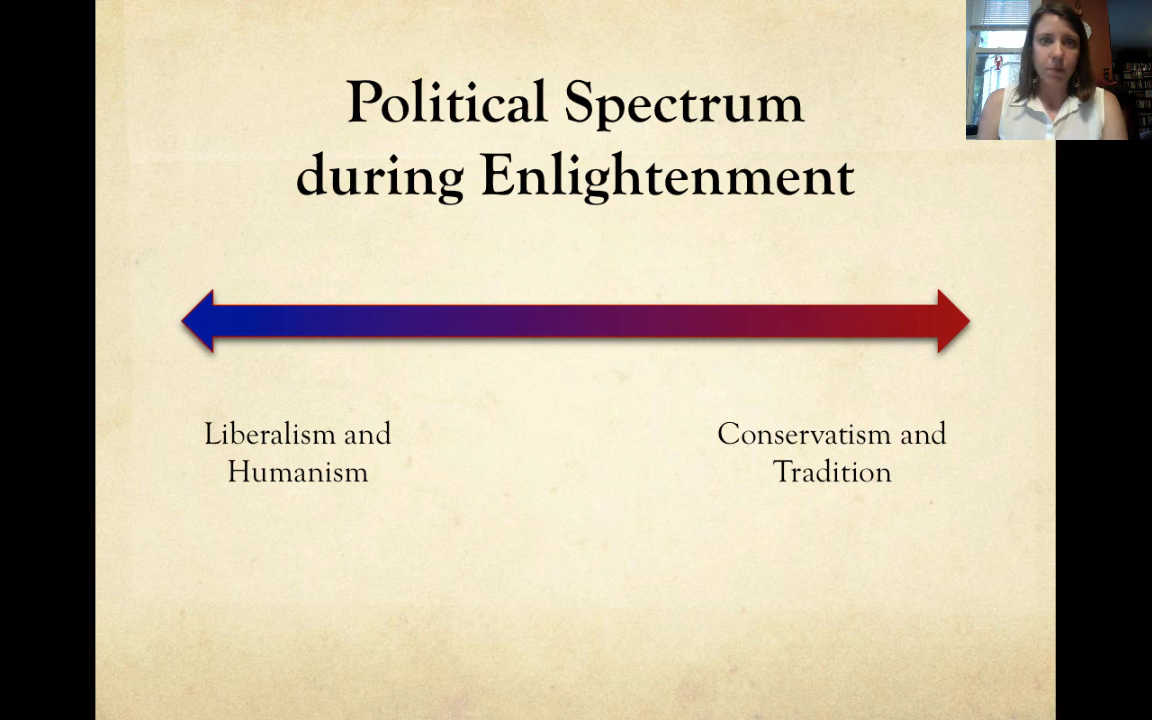 Political Spectrum
during Enlightenment
Liberalism and
Humanism
Conservatism and
Tradition